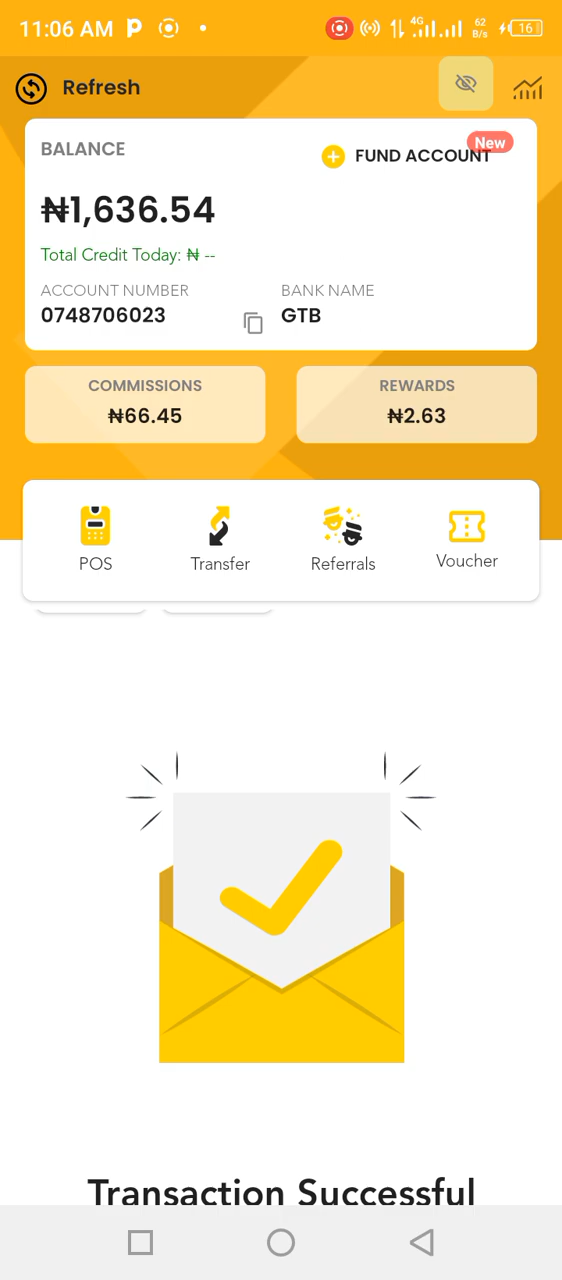 11:06 AM P
4G
62
B/s
16
Refresh
BALANCE
New
FUND ACCOUNT
₦1,636.54
Total Credit Today: ₦ --
ACCOUNT NUMBER BANK NAME
0748706023 GTB
COMMISSIONS REWARDS
₦66.45 ₦2.63
POS Transfer Referrals Voucher
Transaction Successful